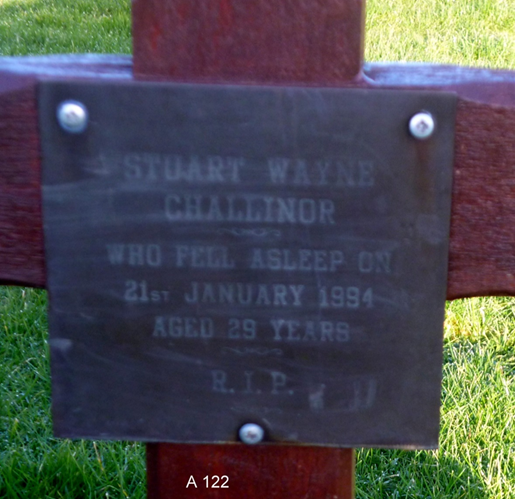 STUART WAYNE
CHALLINOR
WHO FELL ASLEEP ON
21ST JANUARY 1994
AGED 29 YEARS
R.I.P.
A 122